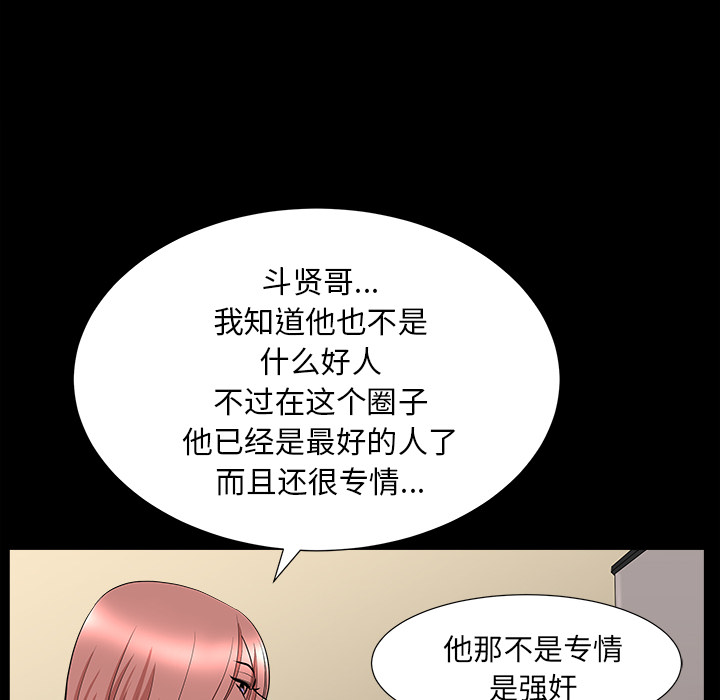 斗贤哥...
我知道他也不是
什么好人
不过在这个圈子
他已经是最好的人了
而且还很专情...
他那不是专情
是强奸